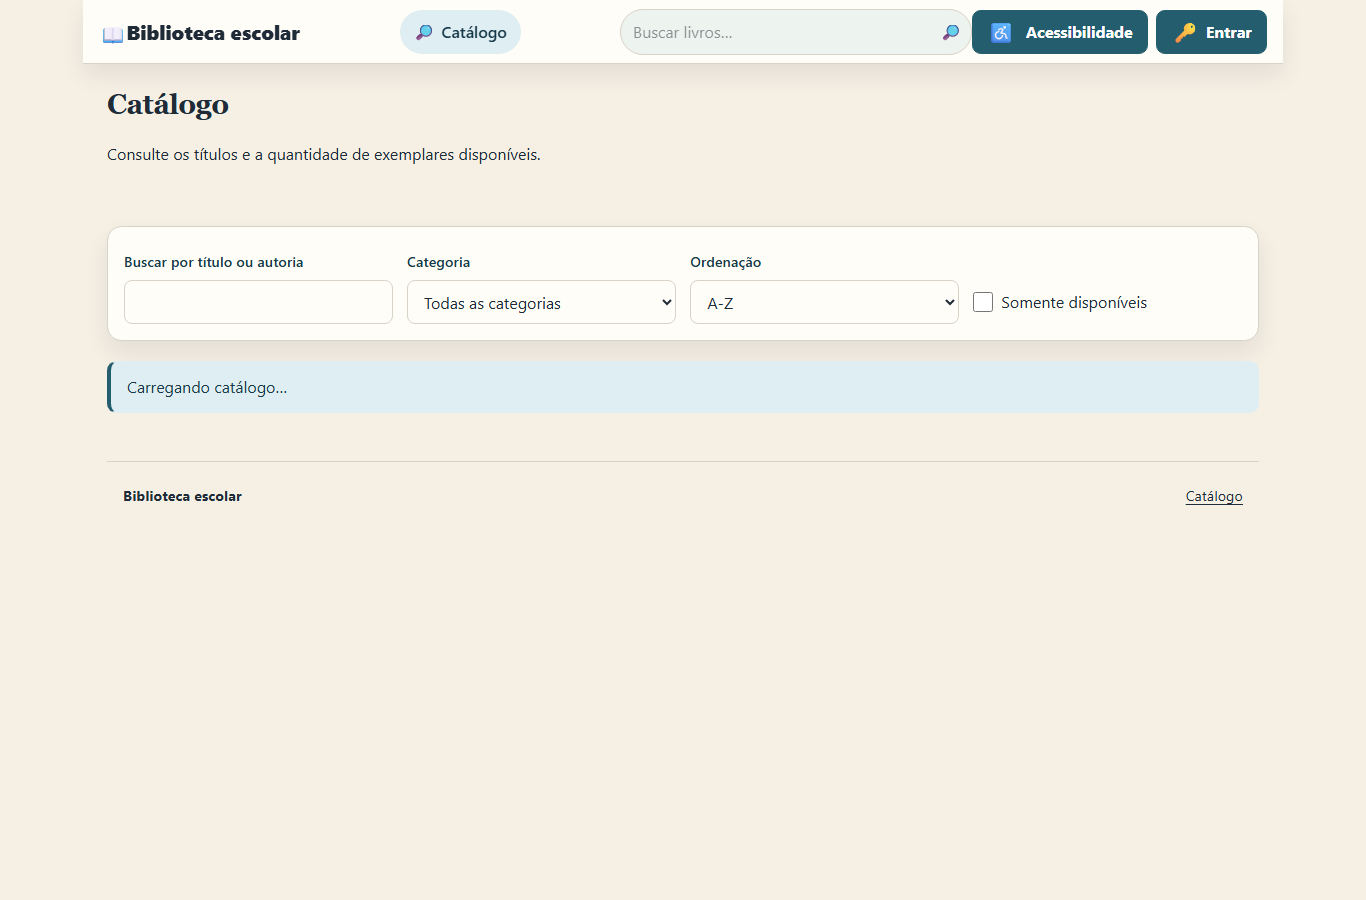 Biblioteca escolar
Catálogo
Buscar livros...
Acessibilidade
Entrar
Catálogo
Consulte os títulos e a quantidade de exemplares disponíveis.
Buscar por título ou autoria
Categoria
Ordenação
Todas as categorias
A-Z
Somente disponíveis
Carregando catálogo...
Biblioteca escolar
Catálogo